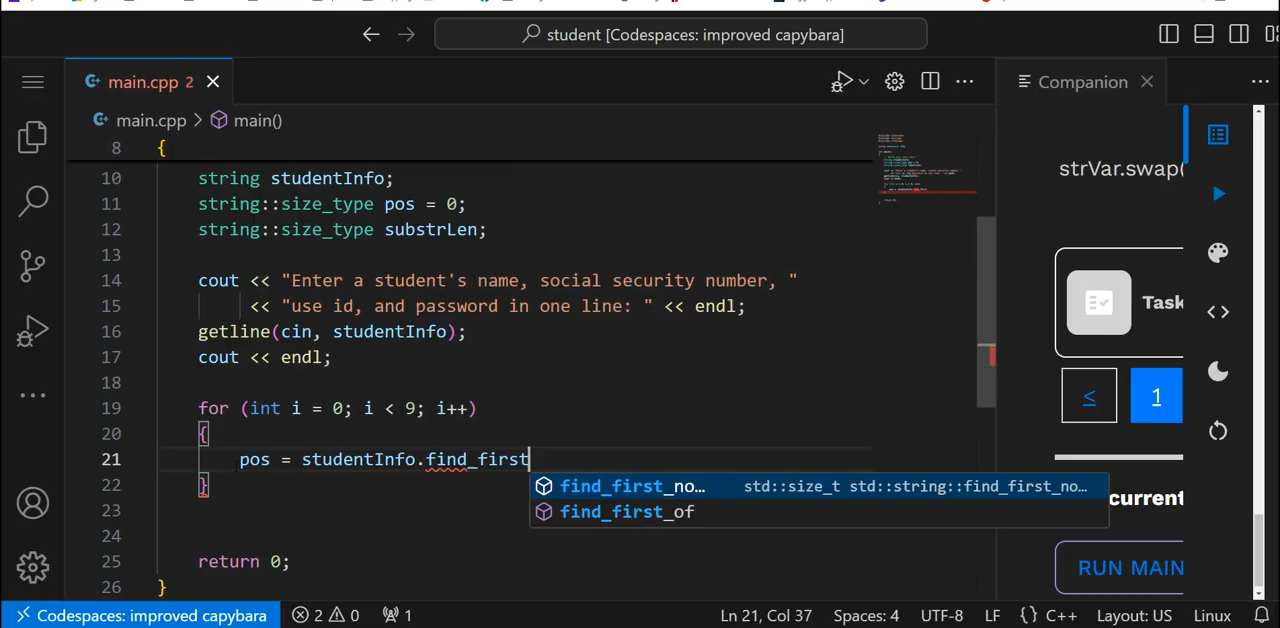 student [Codespaces: improved capybara]
main.cpp 2
Companion
main.cpp > main()
8 {
10 string studentInfo;
11 string::size_type pos = 0;
12 string::size_type substrLen;
13
14 cout << "Enter a student's name, social security number, "
15 << "use id, and password in one line: " << endl;
16 getline(cin, studentInfo);
17 cout << endl;
18
19 for (int i = 0; i < 9; i++)
20 {
21 pos = studentInfo.find_first
22 }
find_first_no… std::size_t std::string::find_first_no…
find_first_of
23
24
25 return 0;
26 }
strVar.swap(
Task
≤ 1
current
RUN MAIN
Codespaces: improved capybara 2 0 1 Ln 21, Col 37 Spaces: 4 UTF-8 LF {} C++ Layout: US Linux